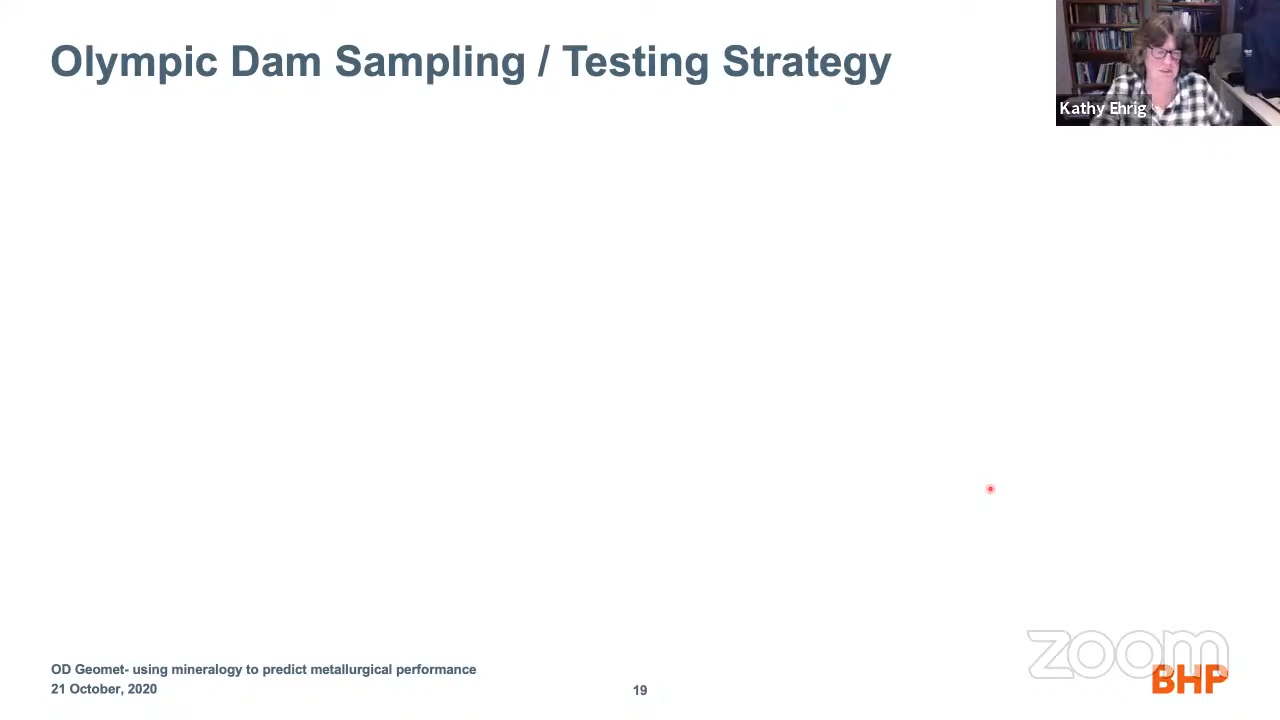 Olympic Dam Sampling / Testing Strategy
Kathy Ehrig
OD Geomet- using mineralogy to predict metallurgical performance
21 October, 2020
19
zoom
BHP